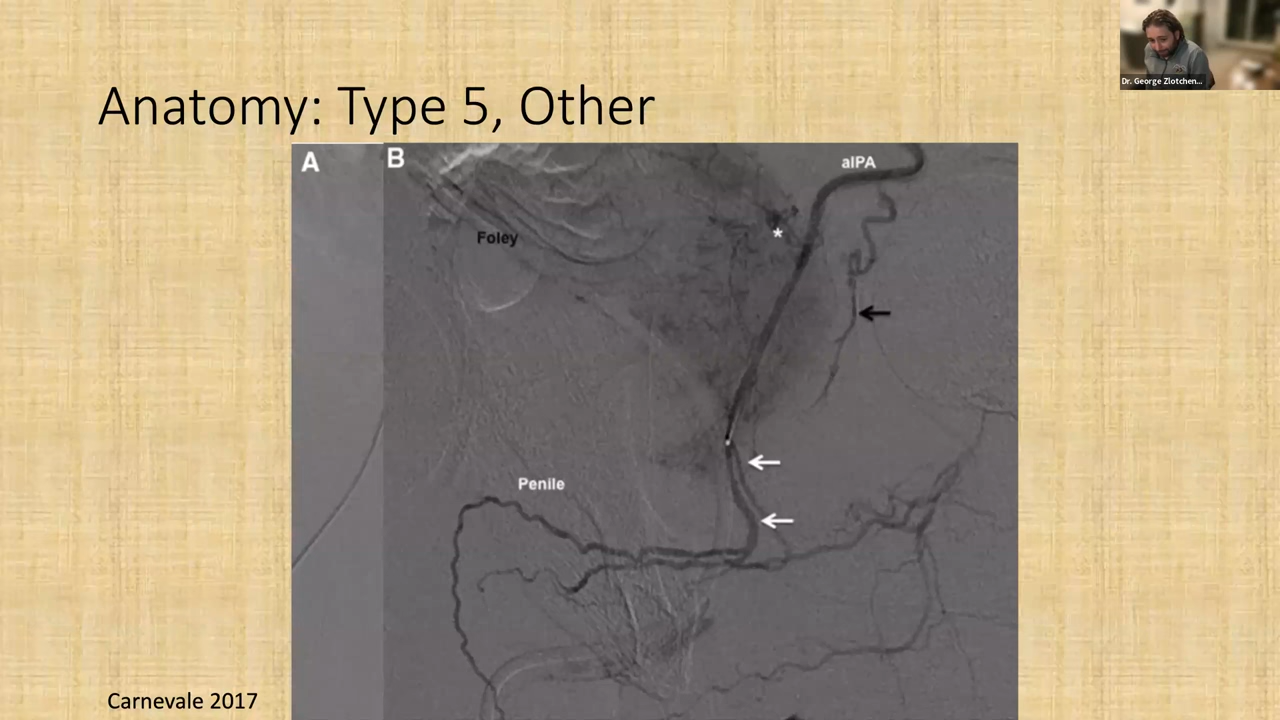 Dr. George Zlotchen...
Anatomy: Type 5, Other
A
B
aIPA
Foley
*
Penile
Carnevale 2017